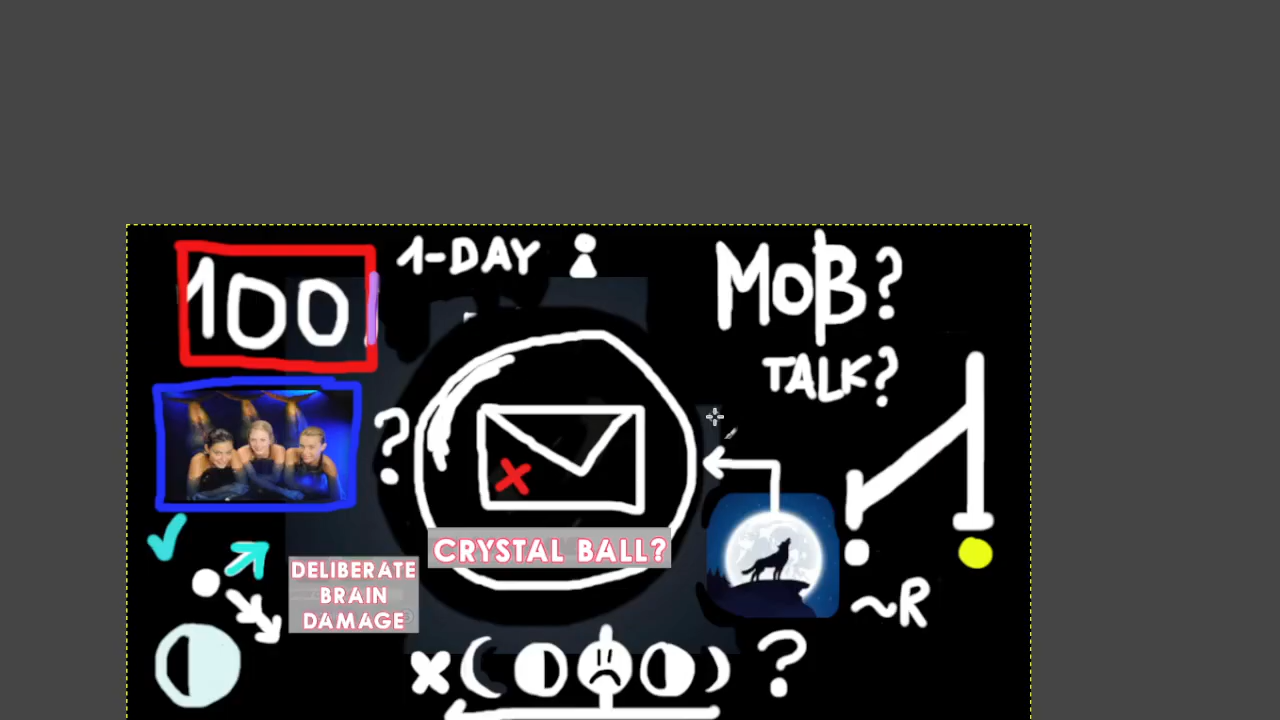 100
1-DAY
MOB?
TALK?
?
CRYSTAL BALL?
DELIBERATE
BRAIN
DAMAGE
~R
x ( ) ?